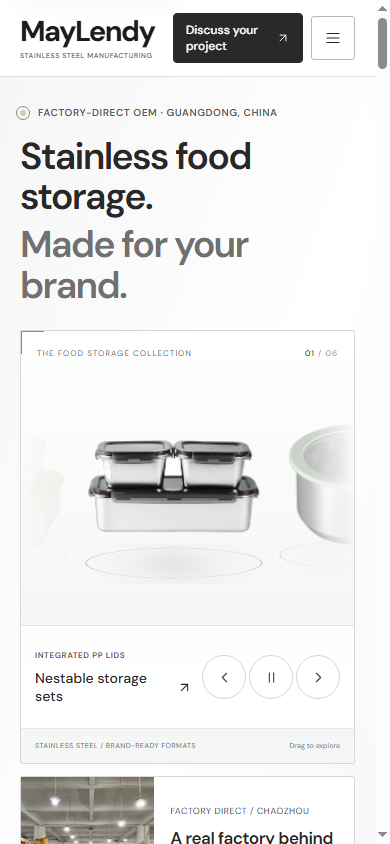 MayLendy
STAINLESS STEEL MANUFACTURING
Discuss your
project
FACTORY-DIRECT OEM · GUANGDONG, CHINA
Stainless food
storage.
Made for your
brand.
THE FOOD STORAGE COLLECTION
01 / 06
INTEGRATED PP LIDS
Nestable storage
sets
STAINLESS STEEL / BRAND-READY FORMATS
Drag to explore
FACTORY DIRECT / CHAOZHOU
A real factory behind